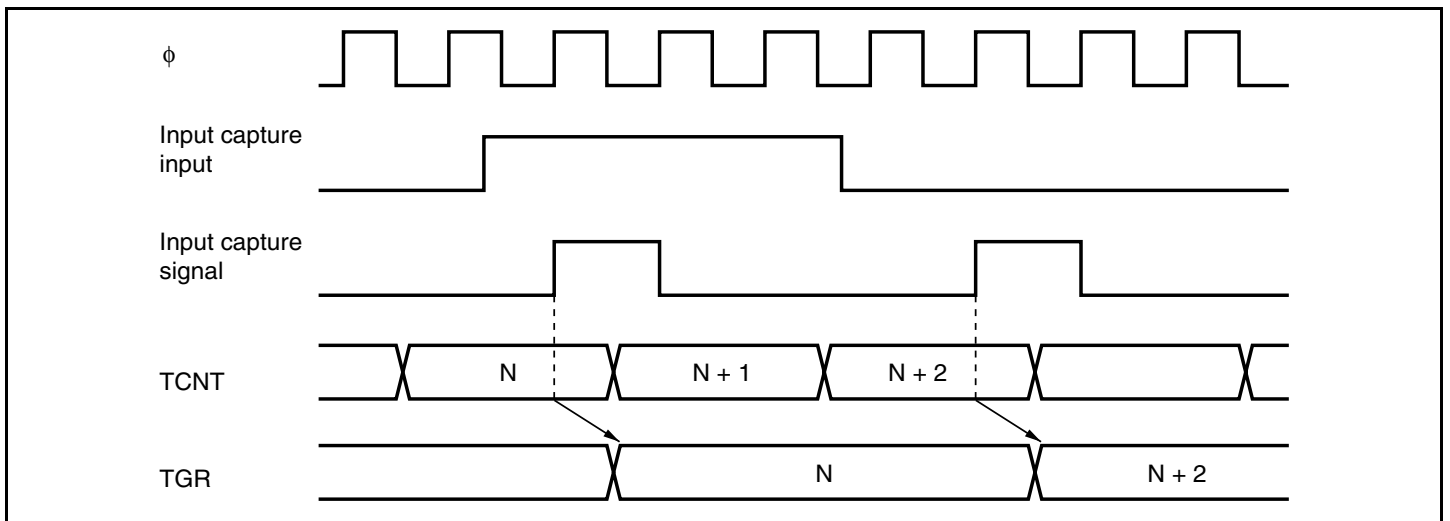 ϕ
Input capture
input
Input capture
signal
TCNT
N
N + 1
N + 2
TGR
N
N + 2